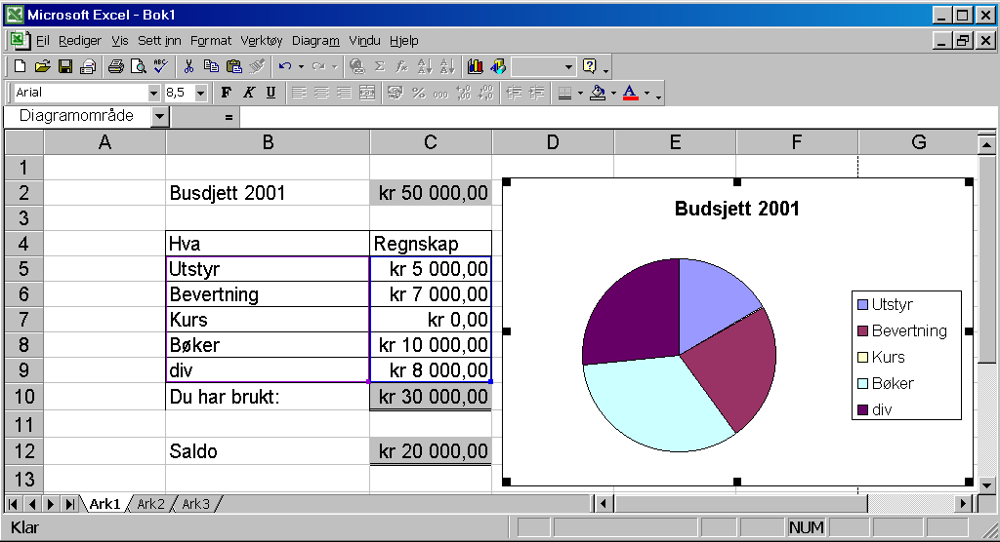 Microsoft Excel - Bok1
Fil Rediger Vis Sett inn Format Verktøy Diagram Vindu Hjelp
Arial 8,5 F K U
Diagramområde =
A B C D E F G
1
2 Busdjett 2001 kr 50 000,00
3
4 Hva Regnskap
5 Utstyr kr 5 000,00
6 Bevertning kr 7 000,00
7 Kurs kr 0,00
8 Bøker kr 10 000,00
9 div kr 8 000,00
10 Du har brukt: kr 30 000,00
11
12 Saldo kr 20 000,00
13
Budsjett 2001
Utstyr
Bevertning
Kurs
Bøker
div
Ark1 Ark2 Ark3
Klar NUM